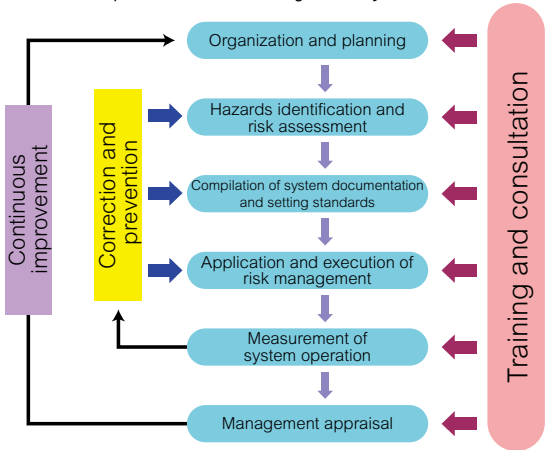 Organization and planning
Hazards identification and
risk assessment
Compilation of system documentation
and setting standards
Application and execution of
risk management
Measurement of
system operation
Management appraisal
Continuous
improvement
Correction and
prevention
Training and consultation